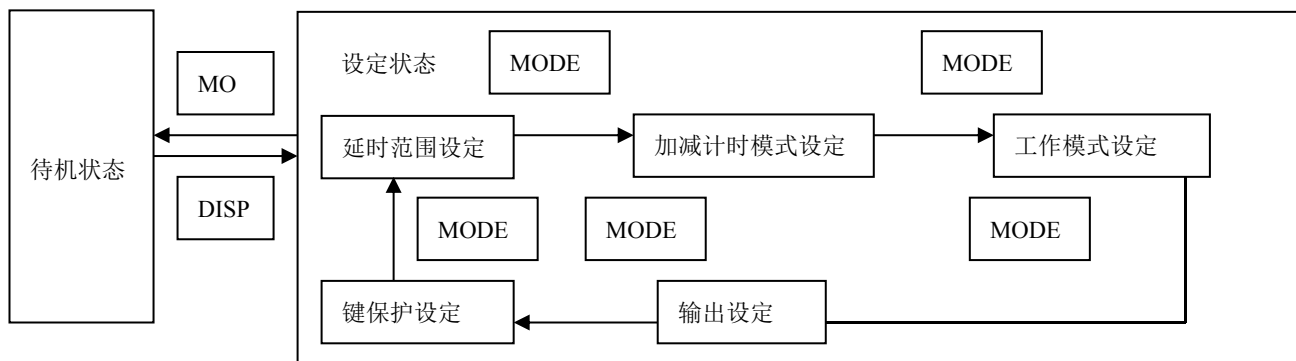 设定状态
MODE
MODE
MO
延时范围设定
加减计时模式设定
工作模式设定
待机状态
DISP
MODE
MODE
MODE
键保护设定
输出设定